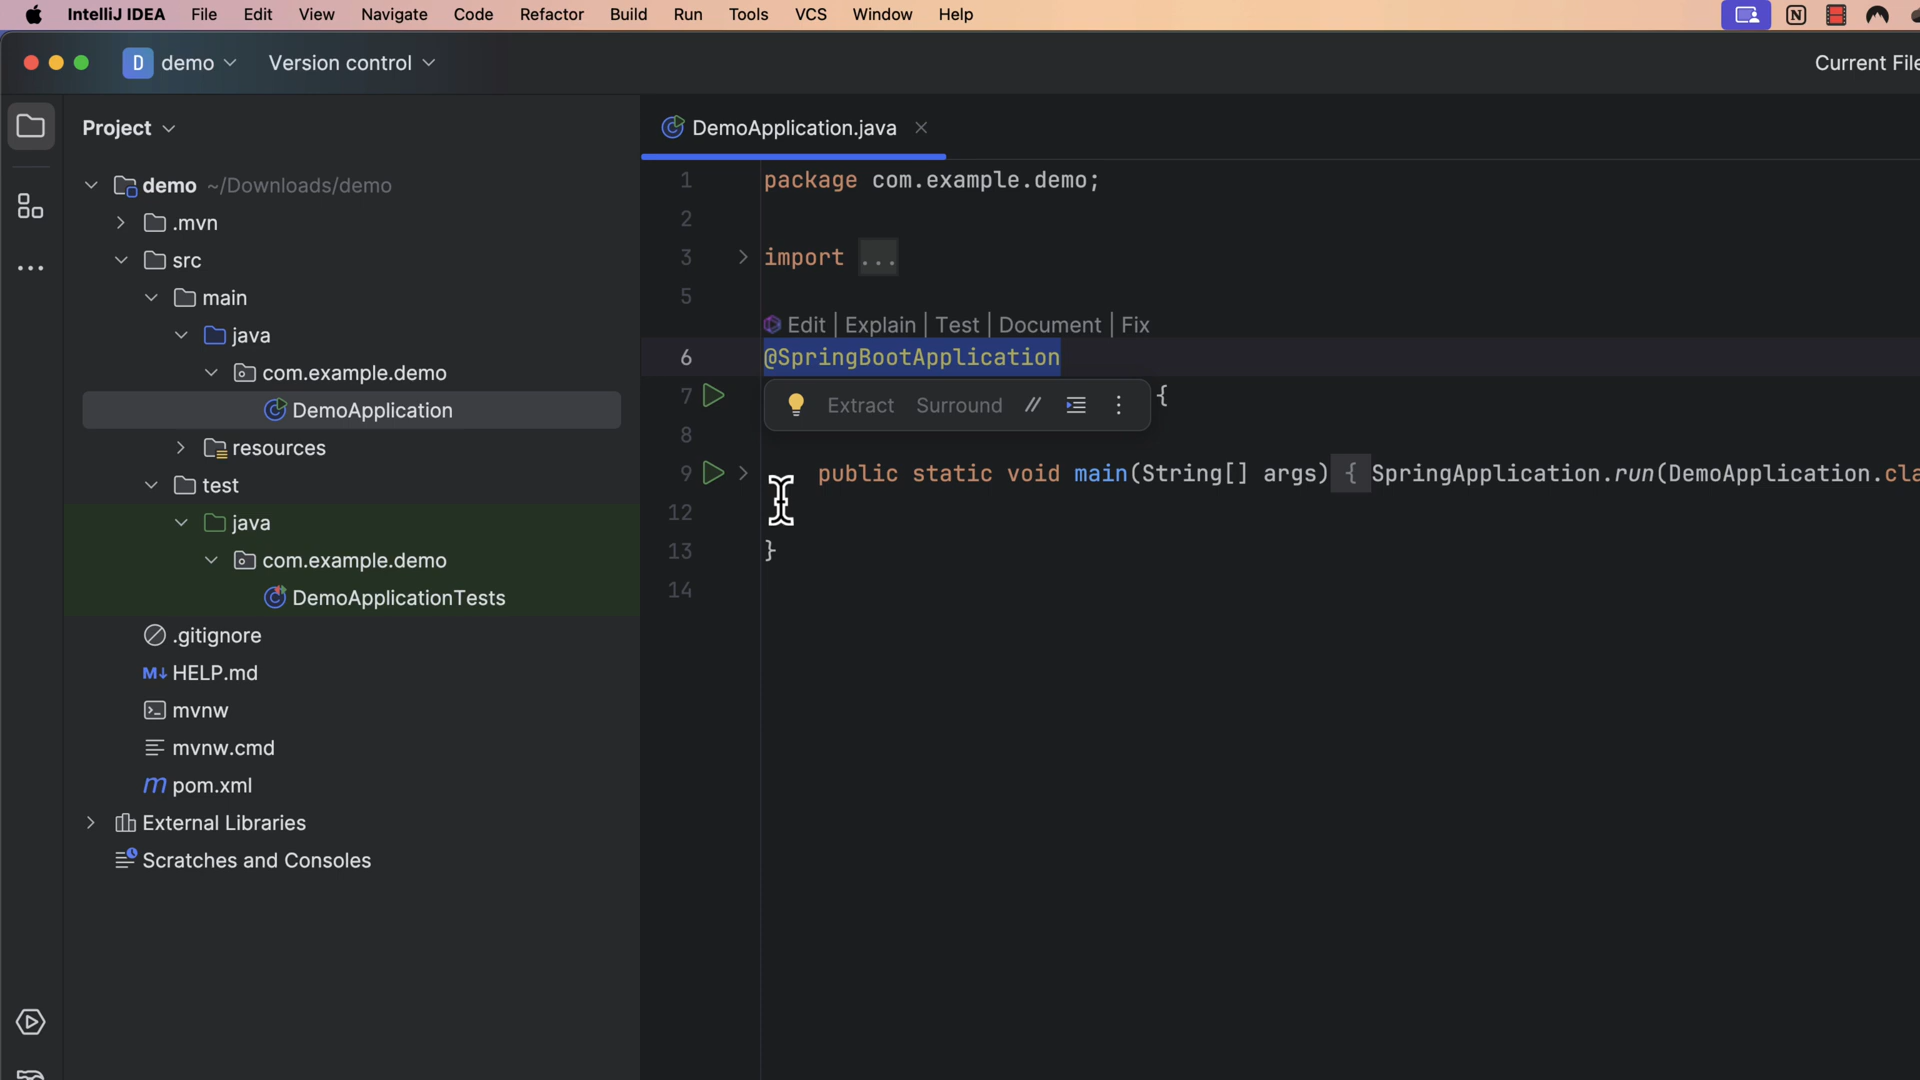 IntelliJ IDEA File Edit View Navigate Code Refactor Build Run Tools VCS Window Help
D demo Version control Current File
Project
DemoApplication.java
demo ~/Downloads/demo
.mvn
src
main
java
com.example.demo
DemoApplication
resources
test
java
com.example.demo
DemoApplicationTests
.gitignore
M↓ HELP.md
mvnw
mvnw.cmd
m pom.xml
External Libraries
Scratches and Consoles
1 package com.example.demo;
2
3 import ...
5
Edit | Explain | Test | Document | Fix
6 @SpringBootApplication
7 {
Extract Surround //
8
9 public static void main(String[] args) { SpringApplication.run(DemoApplication.cla
12
13 }
14